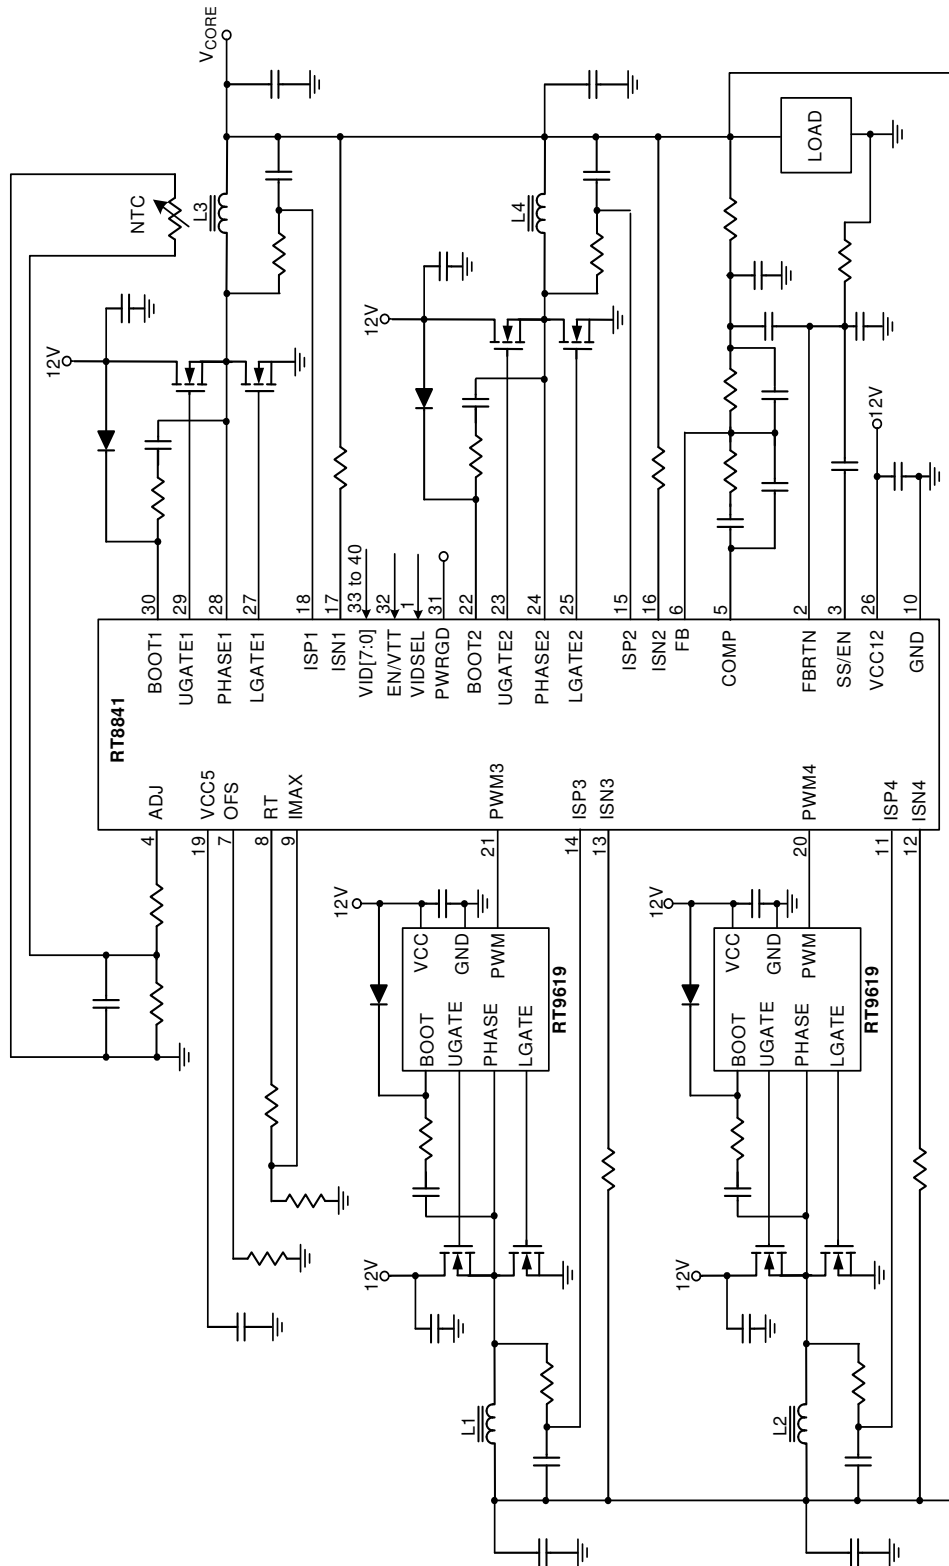 RT8841
ADJ
4
VCC5
19
OFS
7
RT
8
IMAX
9
PWM3
21
ISP3
14
ISN3
13
PWM4
20
ISP4
11
ISN4
12
BOOT1
30
UGATE1
29
PHASE1
28
LGATE1
27
ISP1
18
ISN1
17
VID[7:0]
33 to 40
EN/VTT
32
VIDSEL
1
PWRGD
31
BOOT2
22
UGATE2
23
PHASE2
24
LGATE2
25
ISP2
15
ISN2
16
FB
6
COMP
5
FBRTN
2
SS/EN
3
VCC12
26
GND
10
12V
NTC
L3
VCORE
12V
L4
LOAD
12V
12V
VCC
GND
PWM
BOOT
UGATE
PHASE
LGATE
RT9619
12V
L1
12V
VCC
GND
PWM
BOOT
UGATE
PHASE
LGATE
RT9619
12V
L2